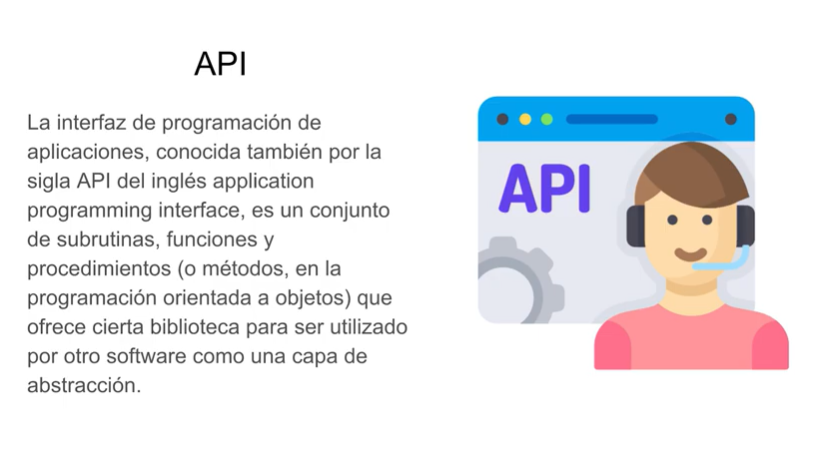 API
La interfaz de programación de
aplicaciones, conocida también por la
sigla API del inglés application
programming interface, es un conjunto
de subrutinas, funciones y
procedimientos (o métodos, en la
programación orientada a objetos) que
ofrece cierta biblioteca para ser utilizado
por otro software como una capa de
abstracción.
API